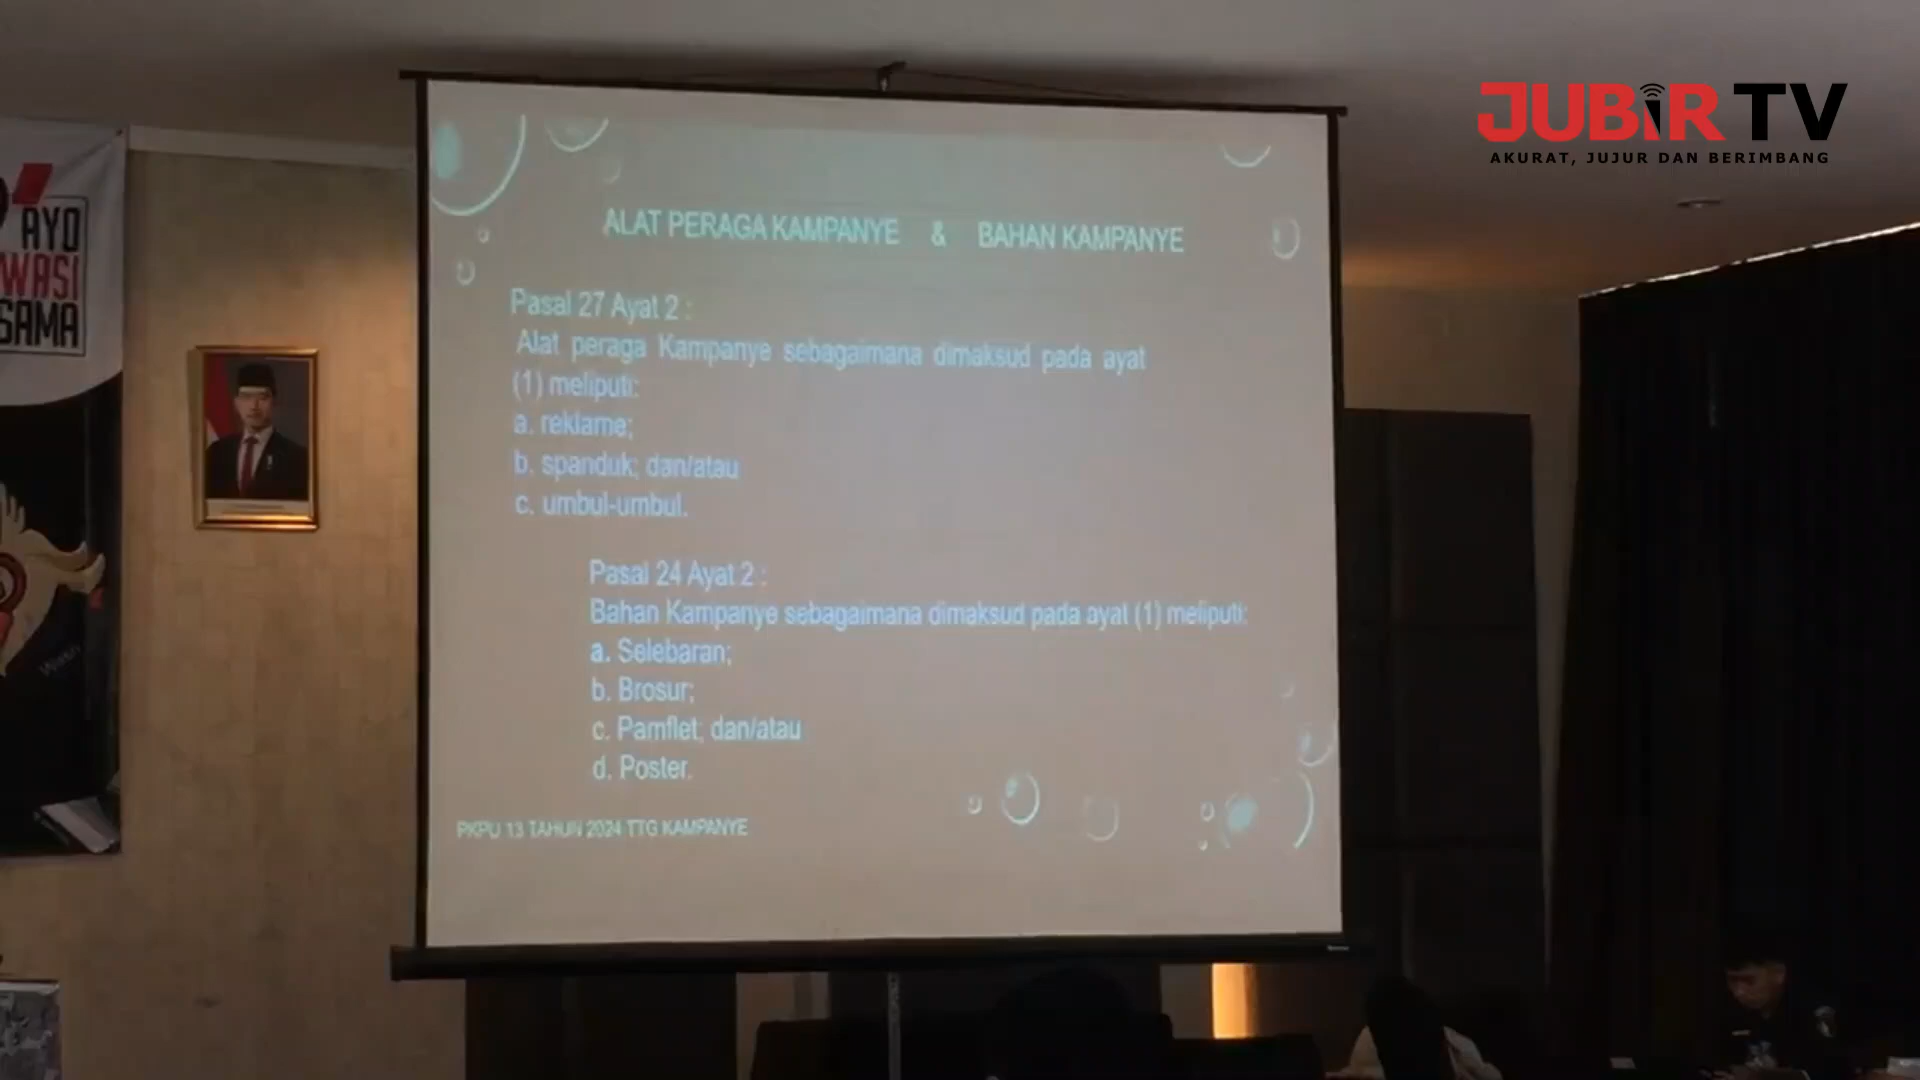 JUBiR TV
AKURAT, JUJUR DAN BERIMBANG
AYO
WASI
SAMA
ALAT PERAGA KAMPANYE & BAHAN KAMPANYE
Pasal 27 Ayat 2 :
Alat peraga Kampanye sebagaimana dimaksud pada ayat
(1) meliputi:
a. reklame;
b. spanduk; dan/atau
c. umbul-umbul.
Pasal 24 Ayat 2 :
Bahan Kampanye sebagaimana dimaksud pada ayat (1) meliputi:
a. Selebaran;
b. Brosur;
c. Pamflet; dan/atau
d. Poster.
PKPU 13 TAHUN 2024 TTG KAMPANYE